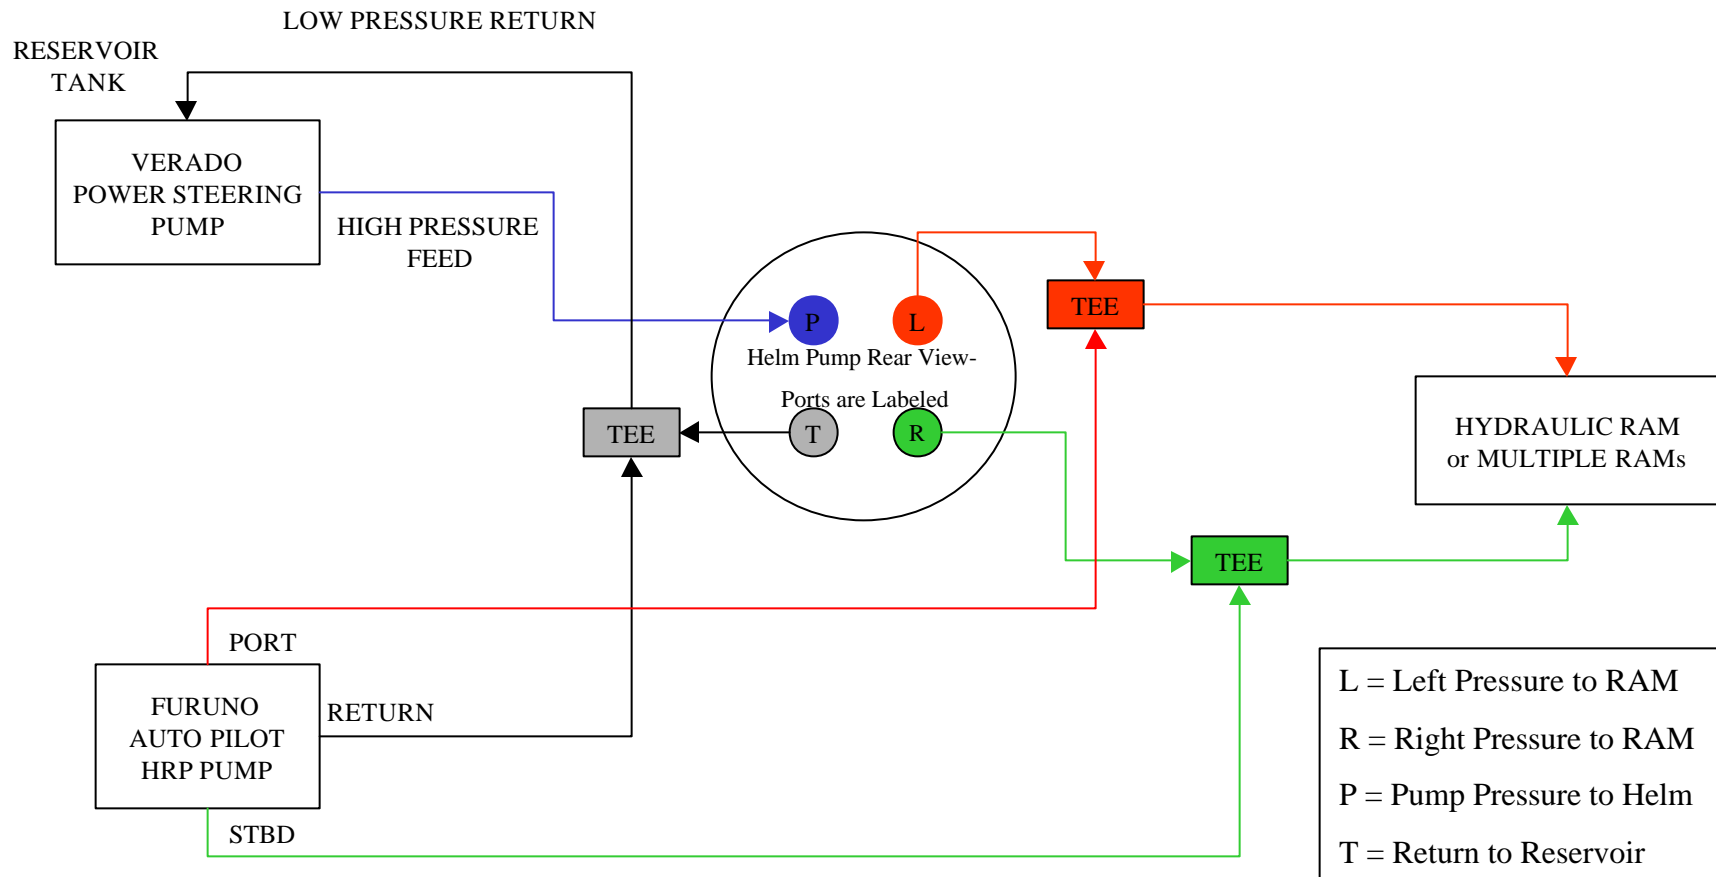 LOW PRESSURE RETURN
RESERVOIR
TANK
VERADO
POWER STEERING
PUMP
HIGH PRESSURE
FEED
P
L
TEE
Helm Pump Rear View-
Ports are Labeled
TEE
T
R
HYDRAULIC RAM
or MULTIPLE RAMs
TEE
PORT
FURUNO
AUTO PILOT
HRP PUMP
RETURN
STBD
L = Left Pressure to RAM
R = Right Pressure to RAM
P = Pump Pressure to Helm
T = Return to Reservoir